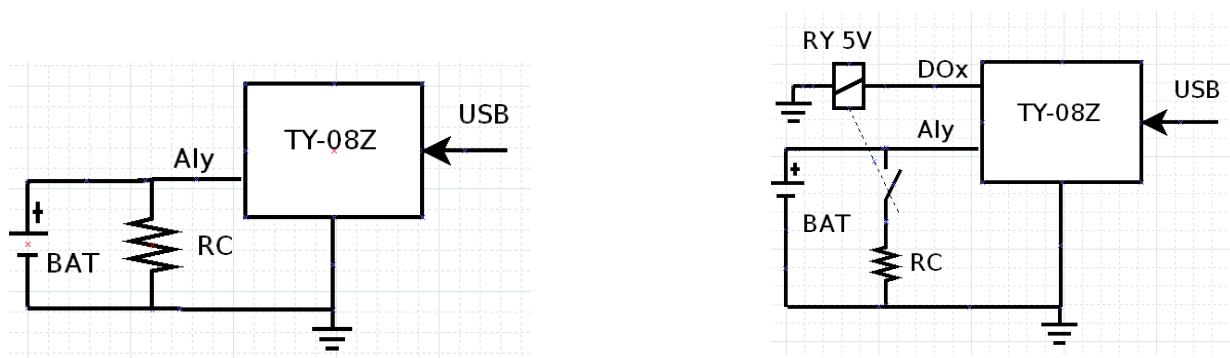 TY-08Z
USB
AIy
BAT
RC
RY 5V
DOx
TY-08Z
USB
AIy
BAT
RC